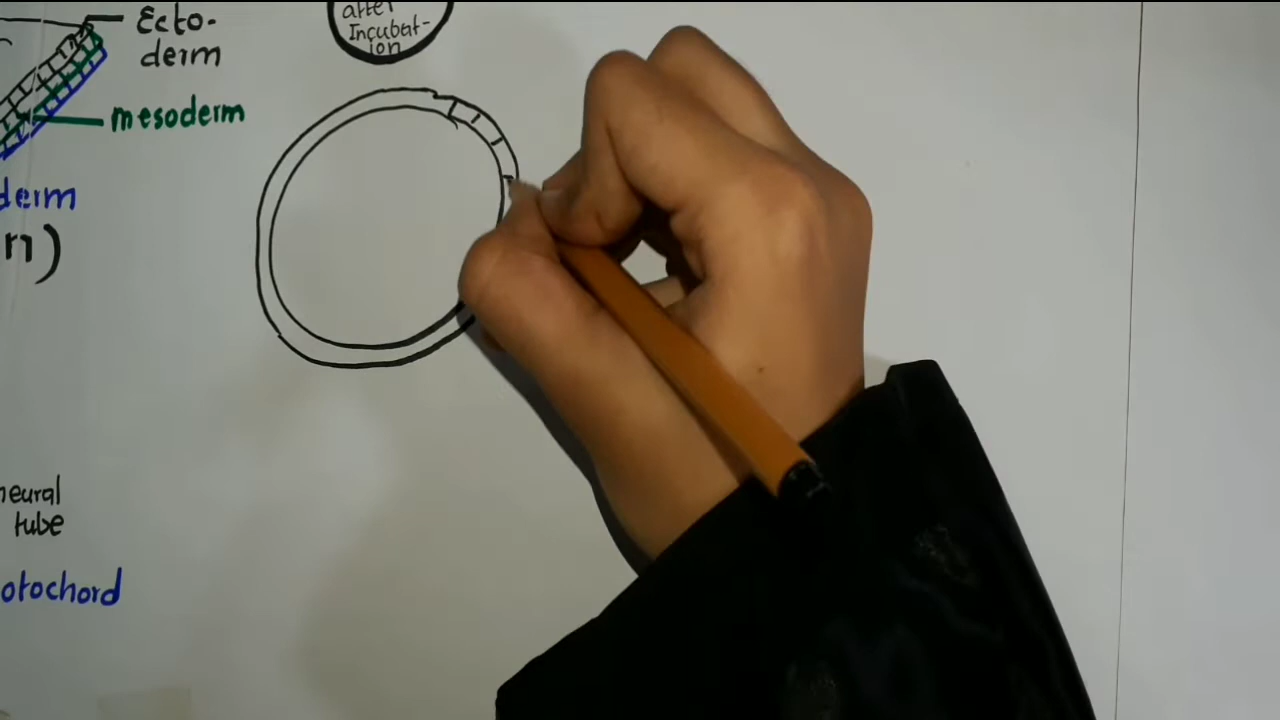 Ecto-
derm
after
Incubat-
ion
mesoderm
derm
n)
neural
tube
otochord